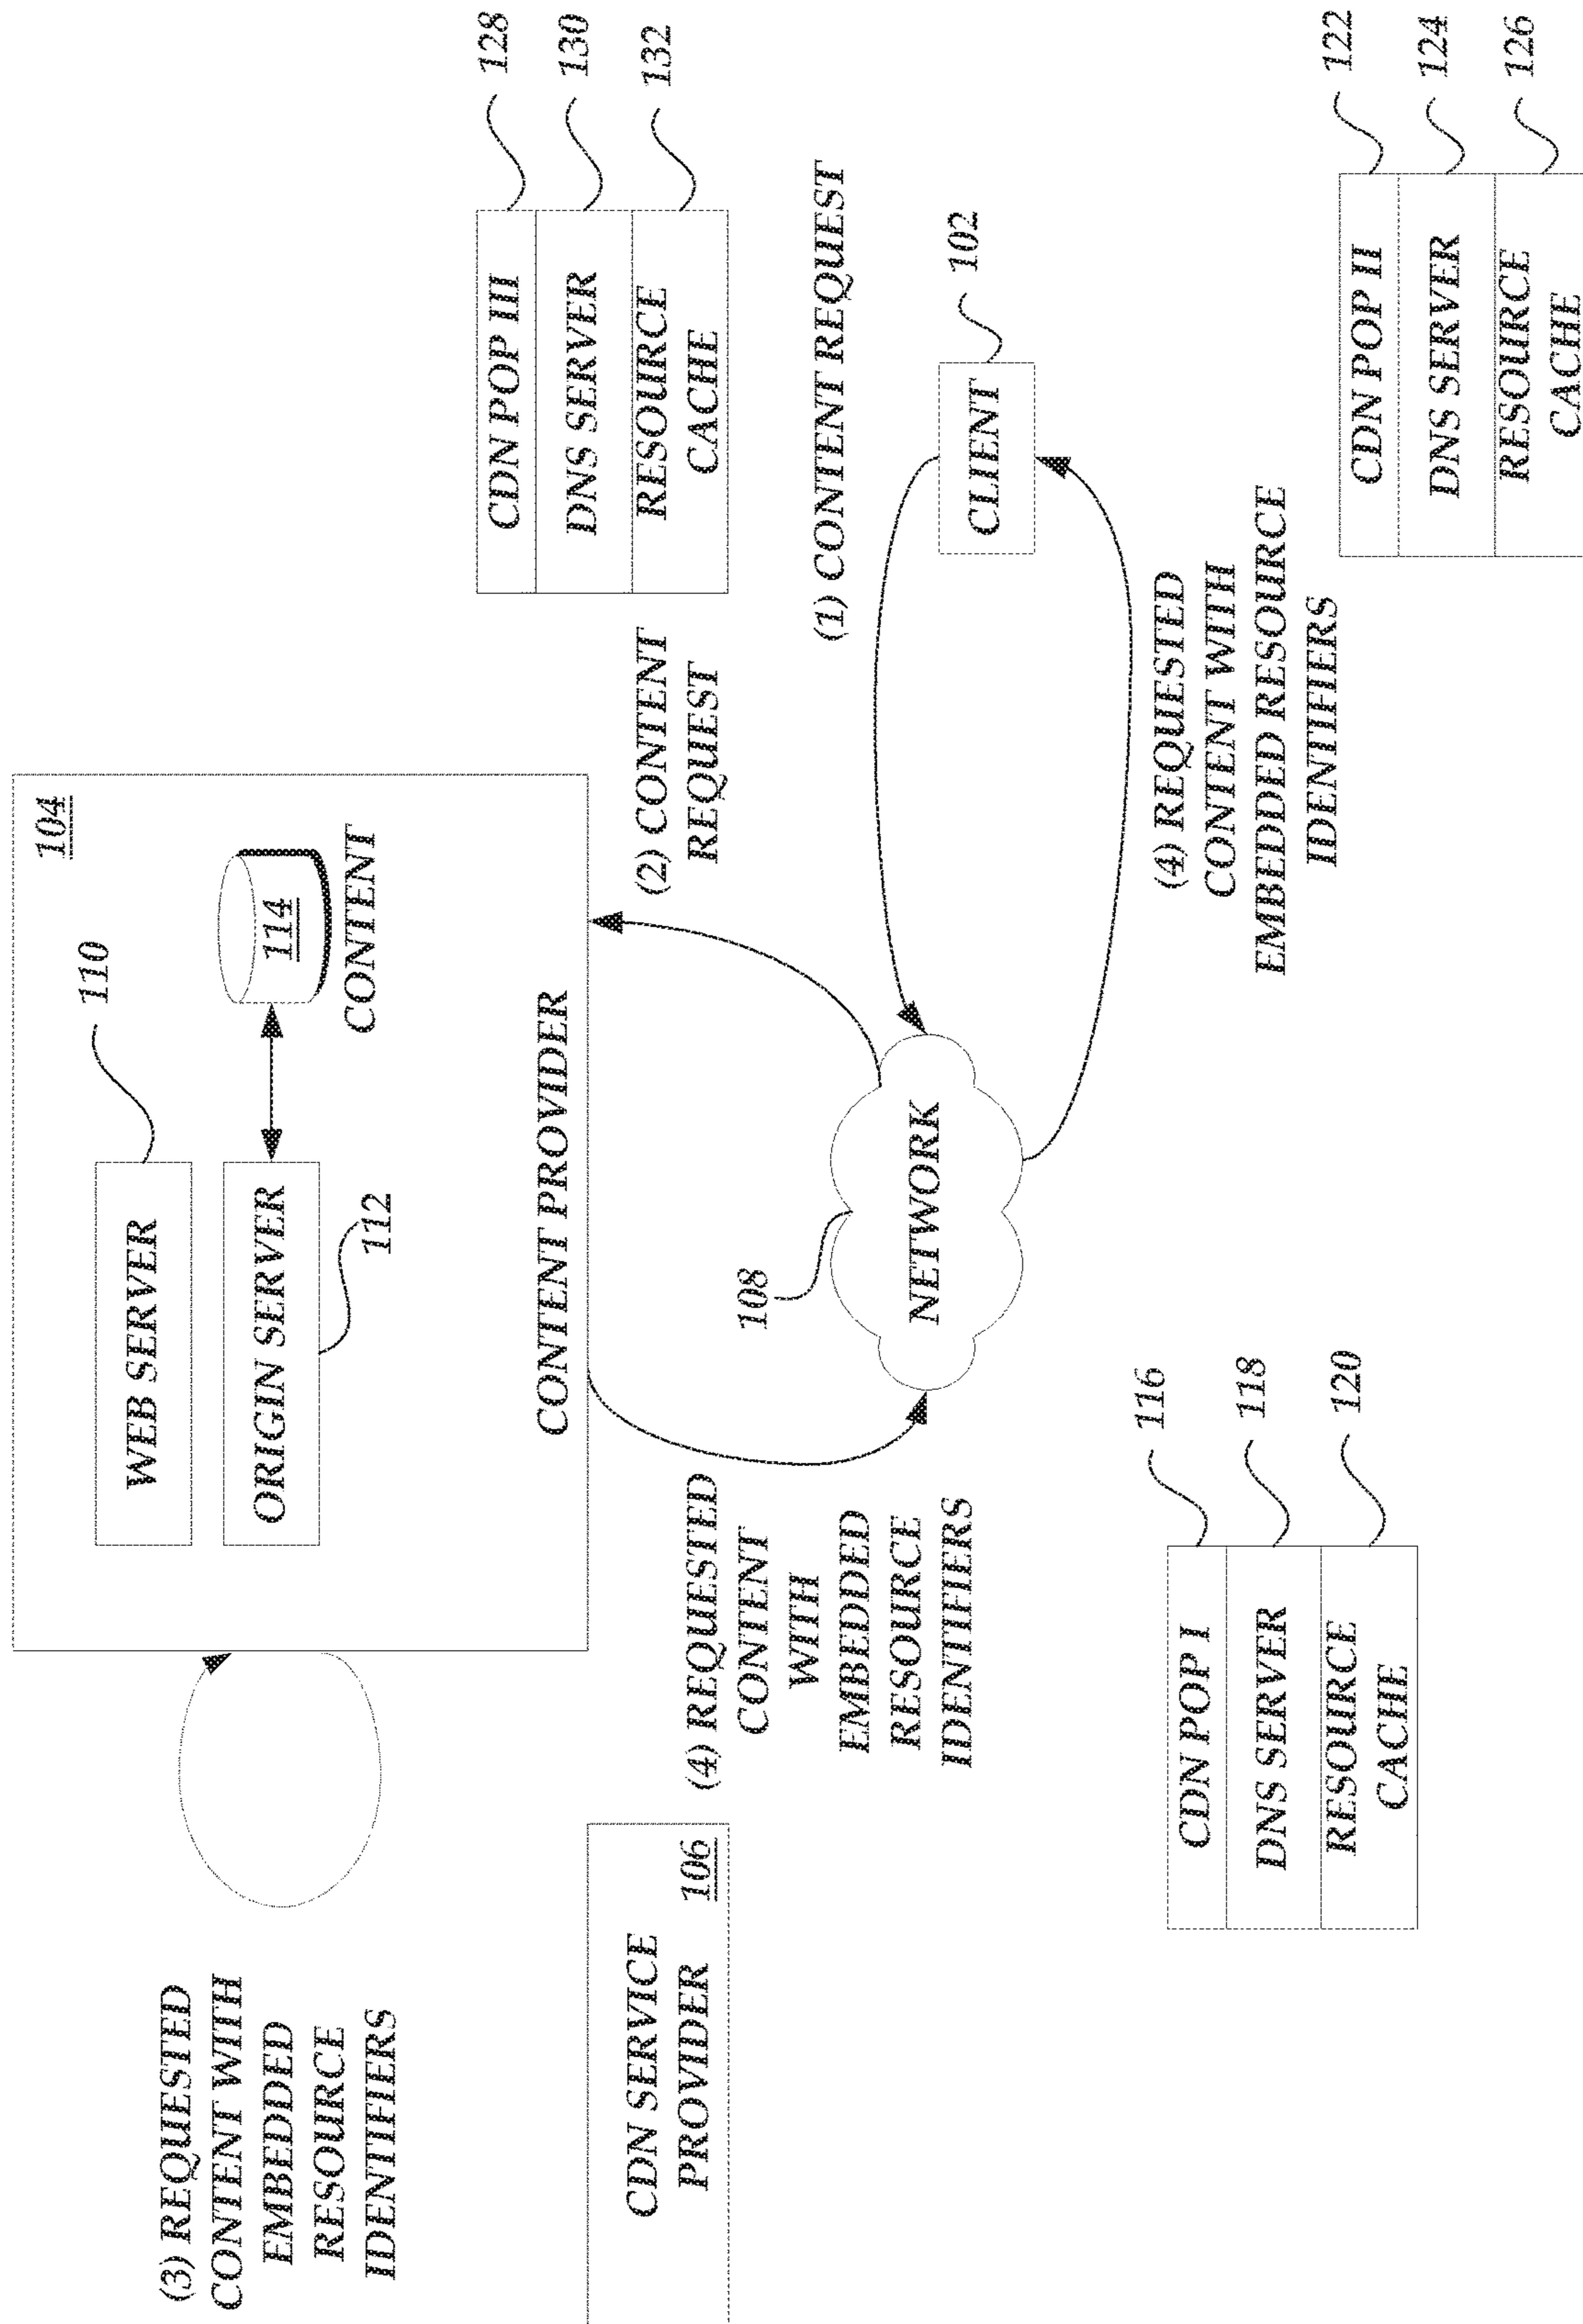 (3) REQUESTED
CONTENT WITH
EMBEDDED
RESOURCE
IDENTIFIERS
104
WEB SERVER
110
ORIGIN SERVER
112
114
CONTENT
CONTENT PROVIDER
CDN SERVICE
PROVIDER
106
(4) REQUESTED
CONTENT
WITH
EMBEDDED
RESOURCE
IDENTIFIERS
(2) CONTENT
REQUEST
CDN POP III
128
DNS SERVER
130
RESOURCE
CACHE
132
108
NETWORK
(1) CONTENT REQUEST
CLIENT
102
(4) REQUESTED
CONTENT WITH
EMBEDDED RESOURCE
IDENTIFIERS
CDN POP I
116
DNS SERVER
118
RESOURCE
CACHE
120
CDN POP II
122
DNS SERVER
124
RESOURCE
CACHE
126